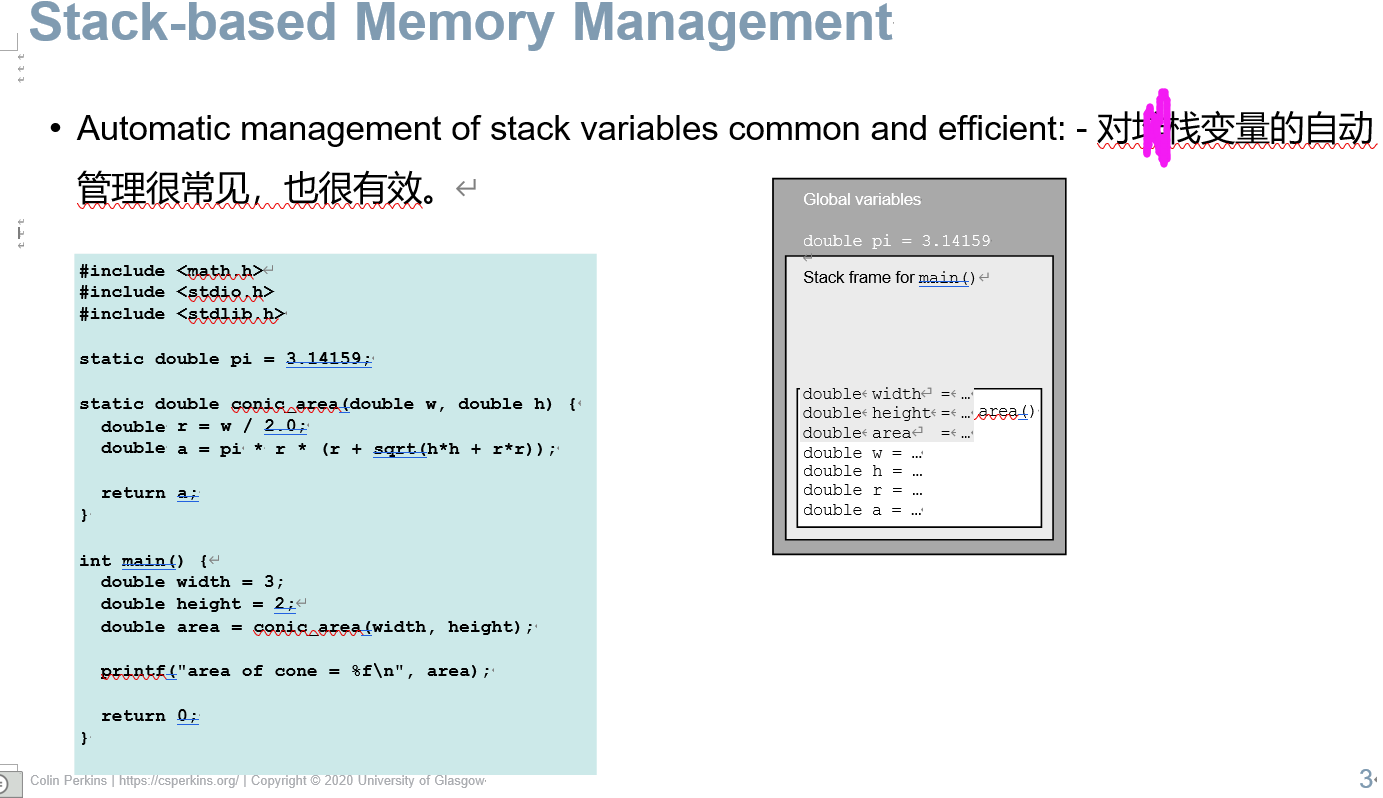 Stack-based Memory Management
• Automatic management of stack variables common and efficient: - 对栈变量的自动
管理很常见，也很有效。
#include <math.h>
#include <stdio.h>
#include <stdlib.h>
static double pi = 3.14159;
static double conic_area(double w, double h) {
double r = w / 2.0;
double a = pi * r * (r + sqrt(h*h + r*r));
return a;
}
int main() {
double width = 3;
double height = 2;
double area = conic_area(width, height);
printf("area of cone = %f\n", area);
return 0;
}
Global variables
double pi = 3.14159
Stack frame for main()
double width = …
double height = …
area()
double area = …
double w = …
double h = …
double r = …
double a = …
Colin Perkins | https://csperkins.org/ | Copyright © 2020 University of Glasgow
3